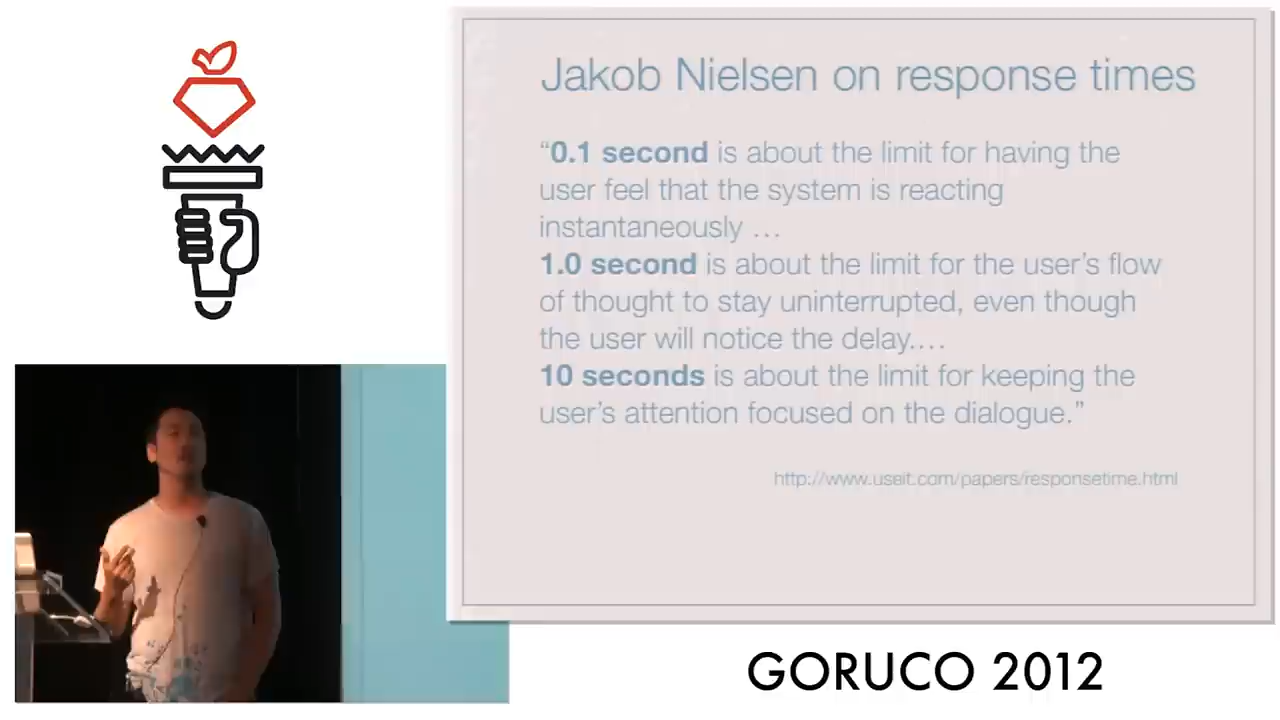 Jakob Nielsen on response times
“0.1 second is about the limit for having the
user feel that the system is reacting
instantaneously …
1.0 second is about the limit for the user’s flow
of thought to stay uninterrupted, even though
the user will notice the delay.…
10 seconds is about the limit for keeping the
user’s attention focused on the dialogue.”
http://www.useit.com/papers/responsetime.html
GORUCO 2012